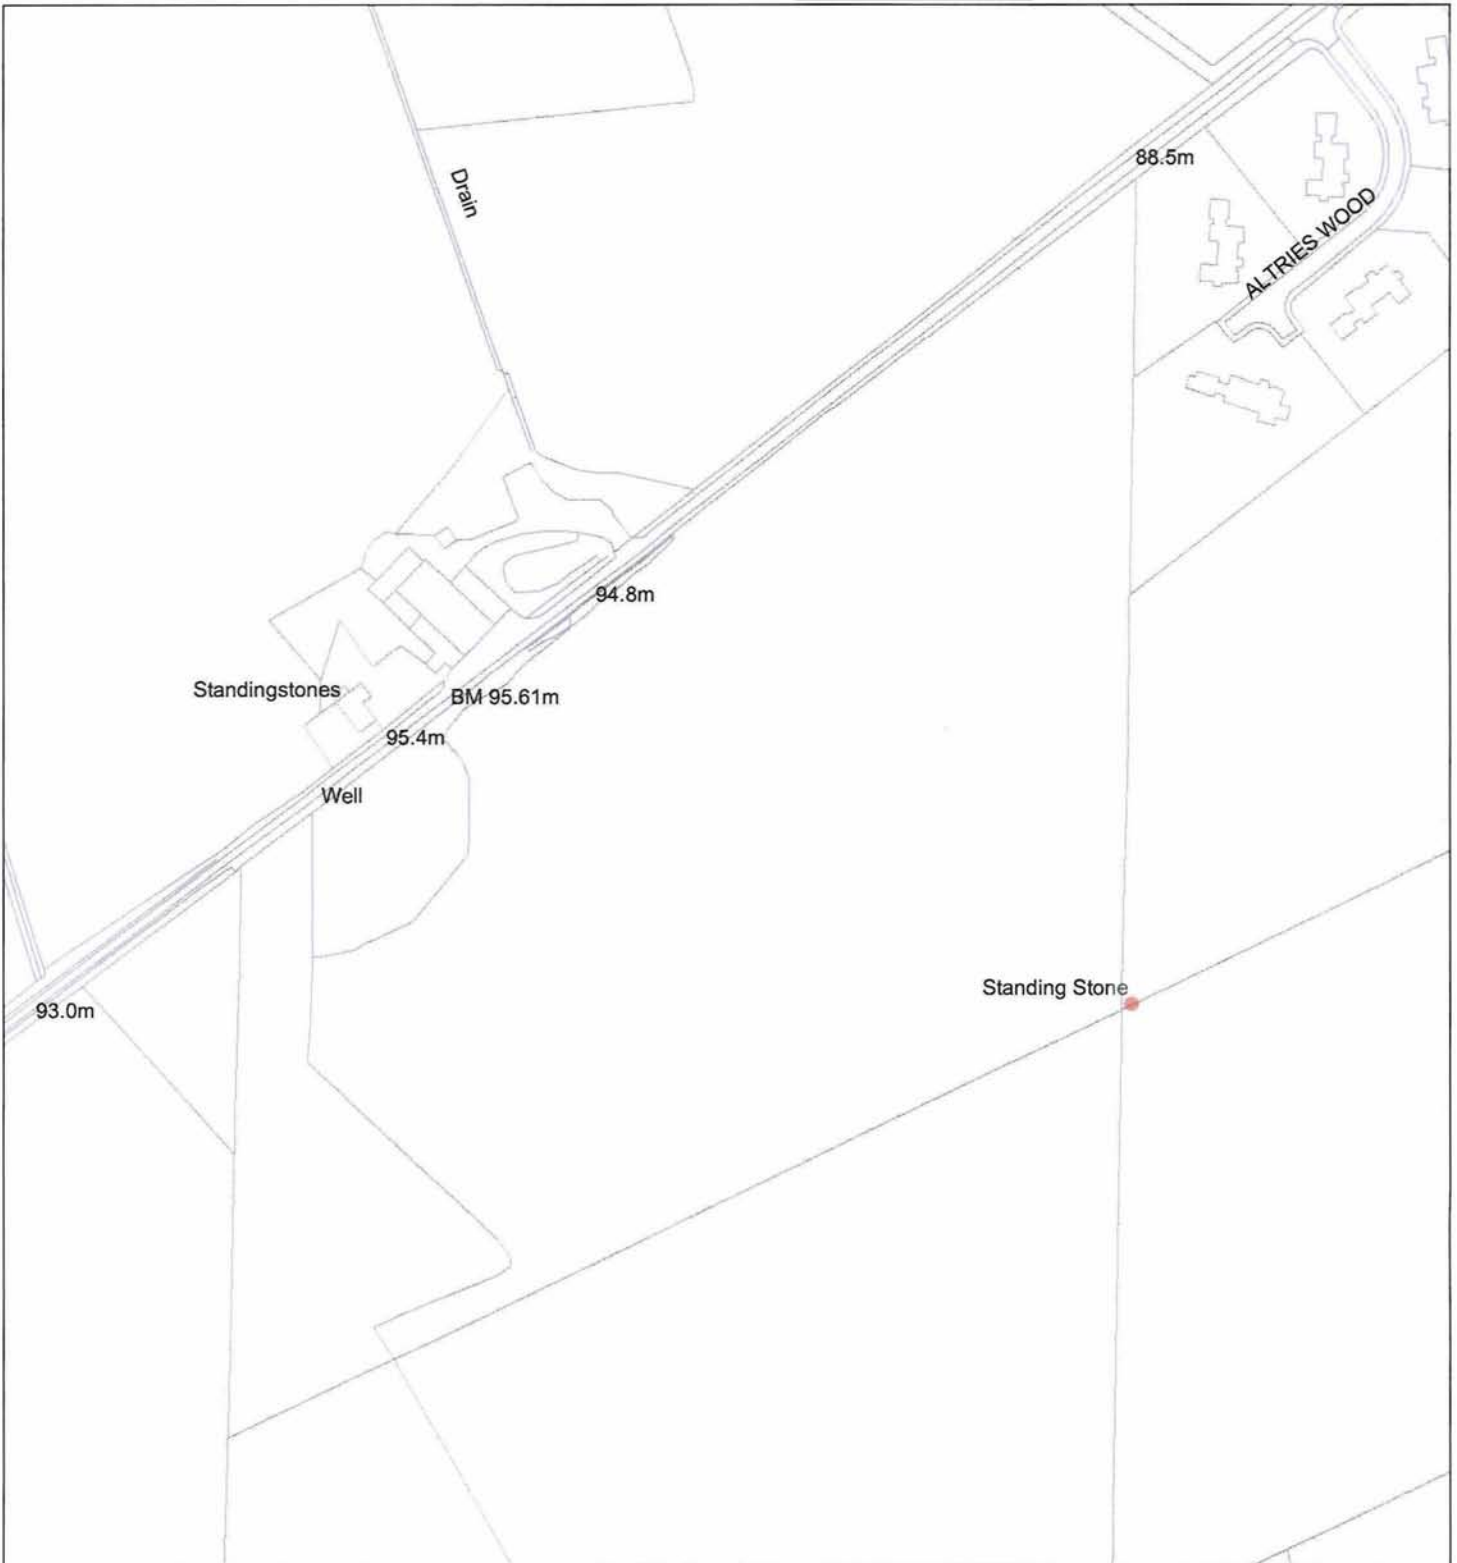 88.5m
Drain
ALTRIES WOOD
94.8m
Standingstones
BM 95.61m
95.4m
Well
Standing Stone
93.0m